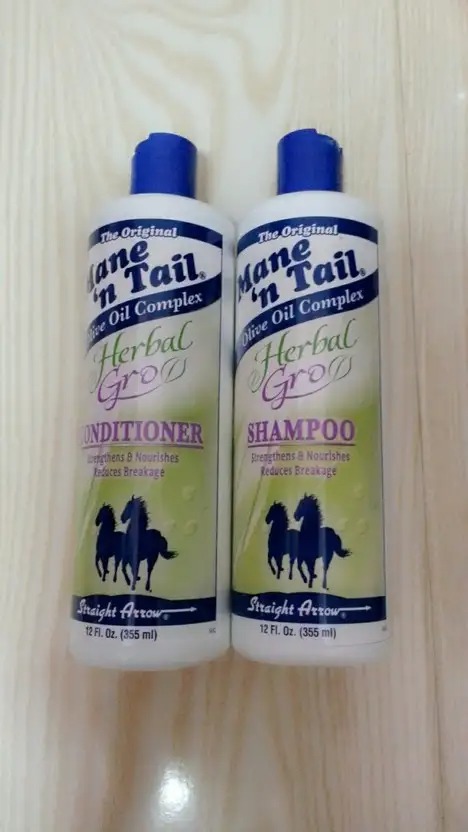 The Original
Mane
'n Tail®
Olive Oil Complex
Herbal
Gro
CONDITIONER
Strengthens & Nourishes
Reduces Breakage
Straight Arrow®
12 Fl. Oz. (355 ml)
The Original
Mane
'n Tail®
Olive Oil Complex
Herbal
Gro
SHAMPOO
Strengthens & Nourishes
Reduces Breakage
Straight Arrow®
12 Fl. Oz. (355 ml)